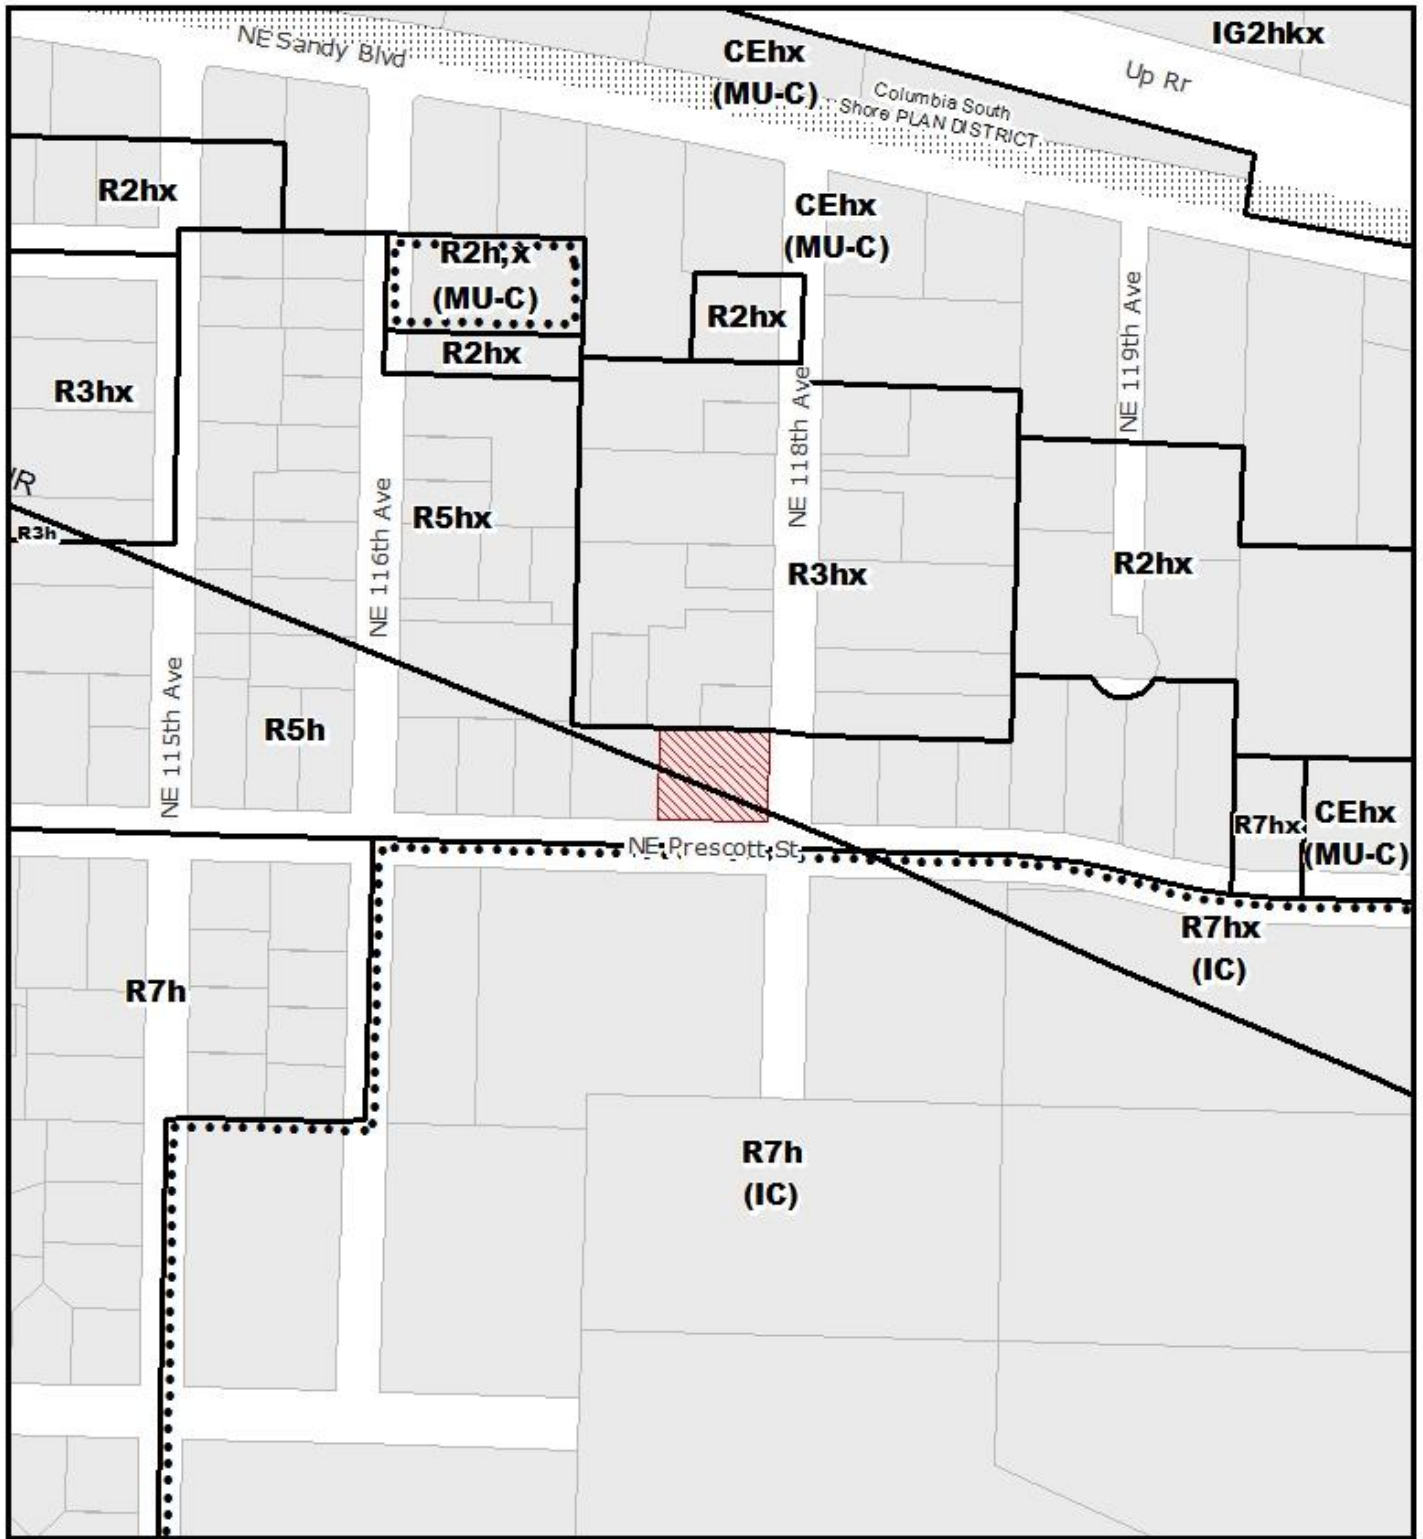 IG2hkx
NE Sandy Blvd
CEhx
(MU-C)
Up Rr
Columbia South
Shore PLAN DISTRICT
R2hx
CEhx
(MU-C)
R2h,x
(MU-C)
R2hx
R2hx
R3hx
NE 119th Ave
NE 118th Ave
R3h
R5hx
NE 116th Ave
R3hx
R2hx
R5h
NE 115th Ave
R7hx
CEhx
(MU-C)
NE Prescott St
R7hx
(IC)
R7h
R7h
(IC)